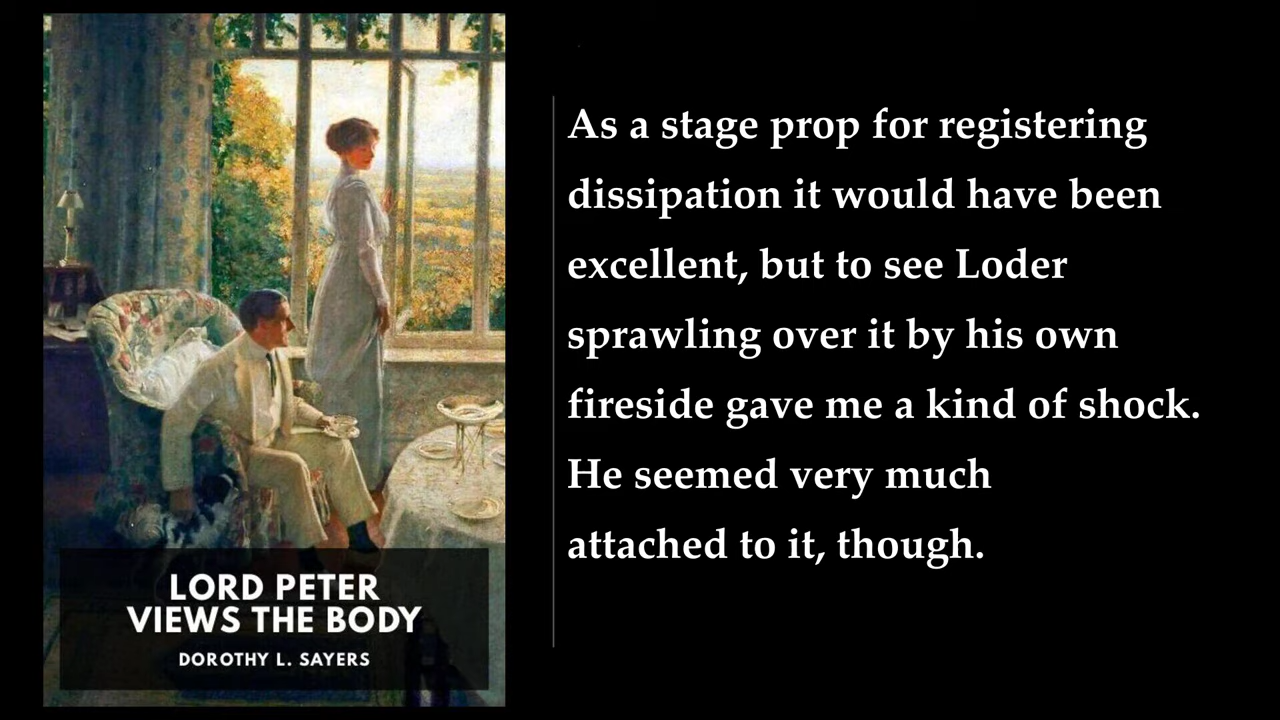 LORD PETER
VIEWS THE BODY
DOROTHY L. SAYERS
As a stage prop for registering
dissipation it would have been
excellent, but to see Loder
sprawling over it by his own
fireside gave me a kind of shock.
He seemed very much
attached to it, though.